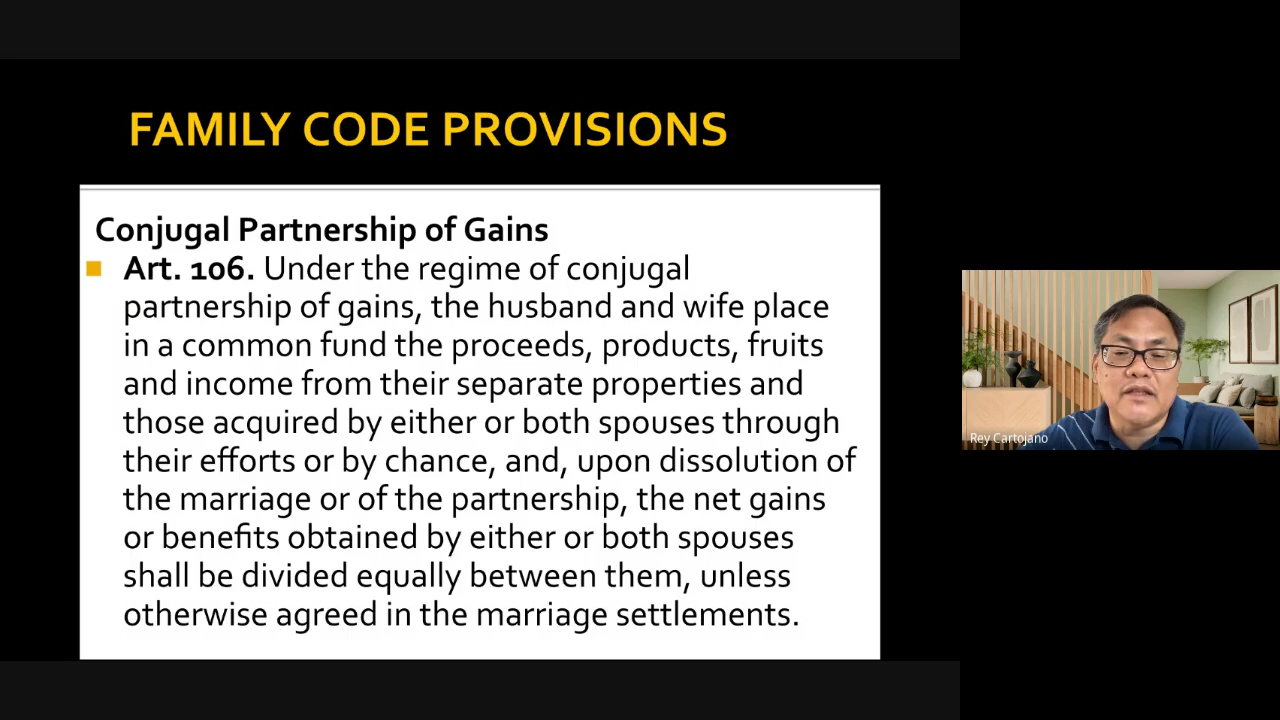 FAMILY CODE PROVISIONS
Conjugal Partnership of Gains
Art. 106. Under the regime of conjugal
partnership of gains, the husband and wife place
in a common fund the proceeds, products, fruits
and income from their separate properties and
those acquired by either or both spouses through
their efforts or by chance, and, upon dissolution of
the marriage or of the partnership, the net gains
or benefits obtained by either or both spouses
shall be divided equally between them, unless
otherwise agreed in the marriage settlements.
Rey Cartojano